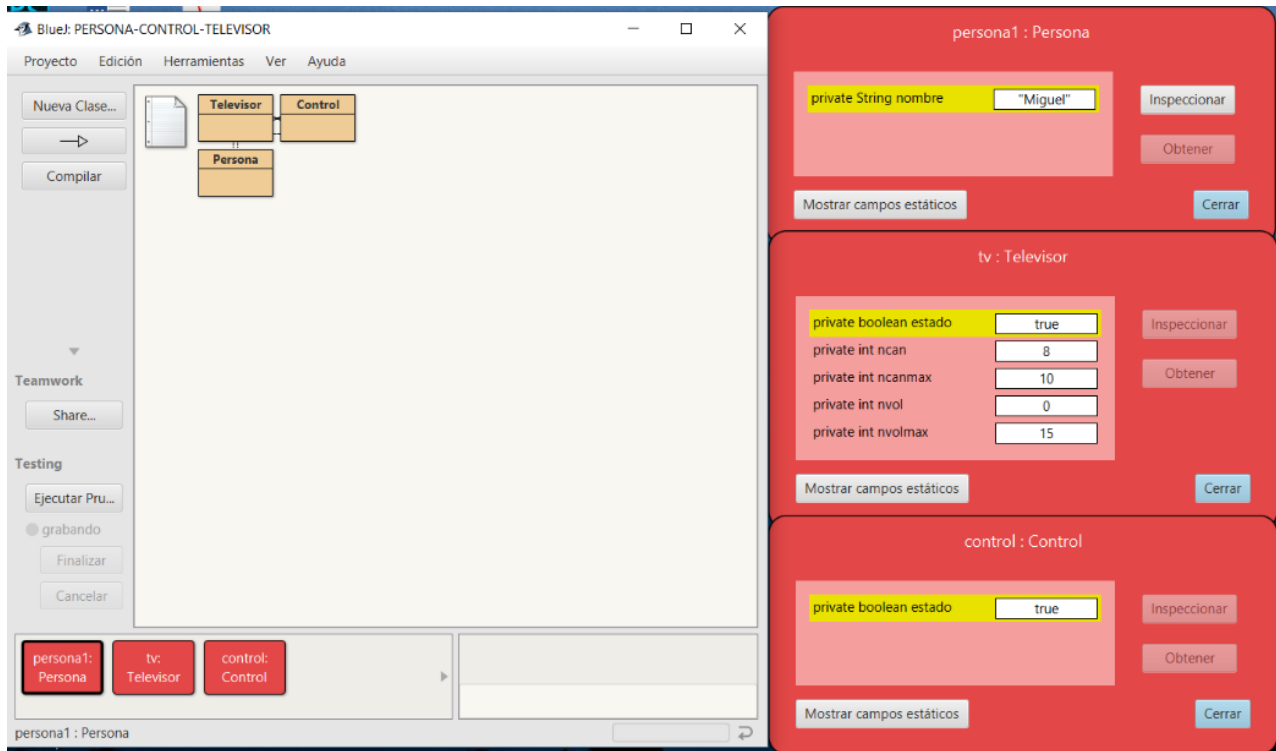 BlueJ: PERSONA-CONTROL-TELEVISOR
Proyecto Edición Herramientas Ver Ayuda
Nueva Clase...
Compilar
Teamwork
Share...
Testing
Ejecutar Pru...
grabando
Finalizar
Cancelar
Televisor
Control
Persona
persona1:
Persona
tv:
Televisor
control:
Control
persona1 : Persona
persona1 : Persona
private String nombre "Miguel"
Inspeccionar
Obtener
Mostrar campos estáticos
Cerrar
tv : Televisor
private boolean estado true
private int ncan 8
private int ncanmax 10
private int nvol 0
private int nvolmax 15
Inspeccionar
Obtener
Mostrar campos estáticos
Cerrar
control : Control
private boolean estado true
Inspeccionar
Obtener
Mostrar campos estáticos
Cerrar